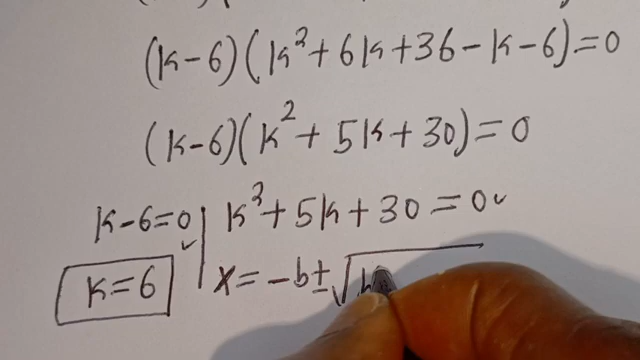 (k-6)(k²+6k+36-k-6)=0
(k-6)(k²+5k+30)=0
k-6=0 | k²+5k+30=0
k=6 | x=-b±√b